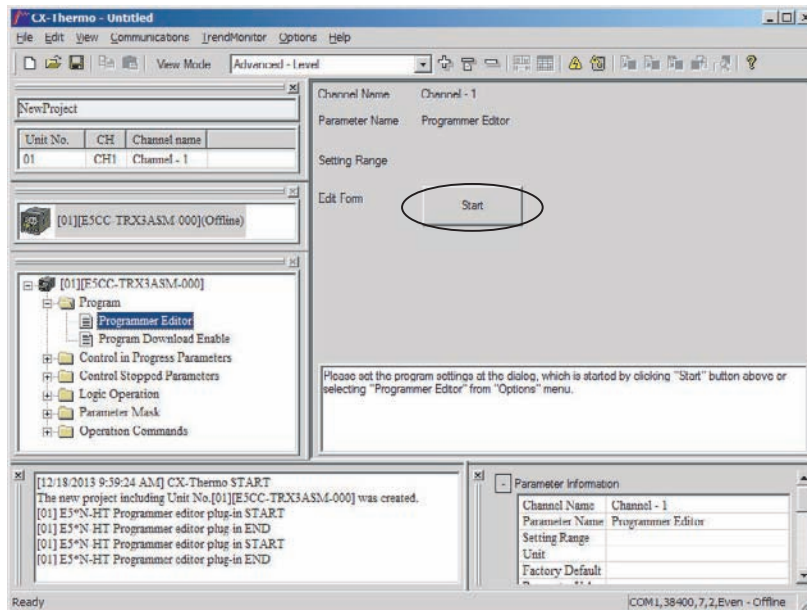 CX-Thermo - Untitled
File Edit View Communications TrendMonitor Options Help
View Mode Advanced - Level
NewProject
Unit No. CH Channel name
01 CH1 Channel - 1
[01][E5CC-TRX3ASM-000](Offline)
[01][E5CC-TRX3ASM-000]
Program
Programmer Editor
Program Download Enable
Control in Progress Parameters
Control Stopped Parameters
Logic Operation
Parameter Mask
Operation Commands
Channel Name Channel - 1
Parameter Name Programmer Editor
Setting Range
Edit Form Start
Please set the program settings at the dialog, which is started by clicking "Start" button above or
selecting "Programmer Editor" from "Options" menu.
[12/18/2013 9:59:24 AM] CX-Thermo START
The new project including Unit No.[01][E5CC-TRX3ASM-000] was created.
[01] E5*N-HT Programmer editor plug-in START
[01] E5*N-HT Programmer editor plug-in END
[01] E5*N-HT Programmer editor plug-in START
[01] E5*N-HT Programmer editor plug-in END
Parameter Information
Channel Name Channel - 1
Parameter Name Programmer Editor
Setting Range
Unit
Factory Default
Ready COM1,38400,7,2,Even - Offline